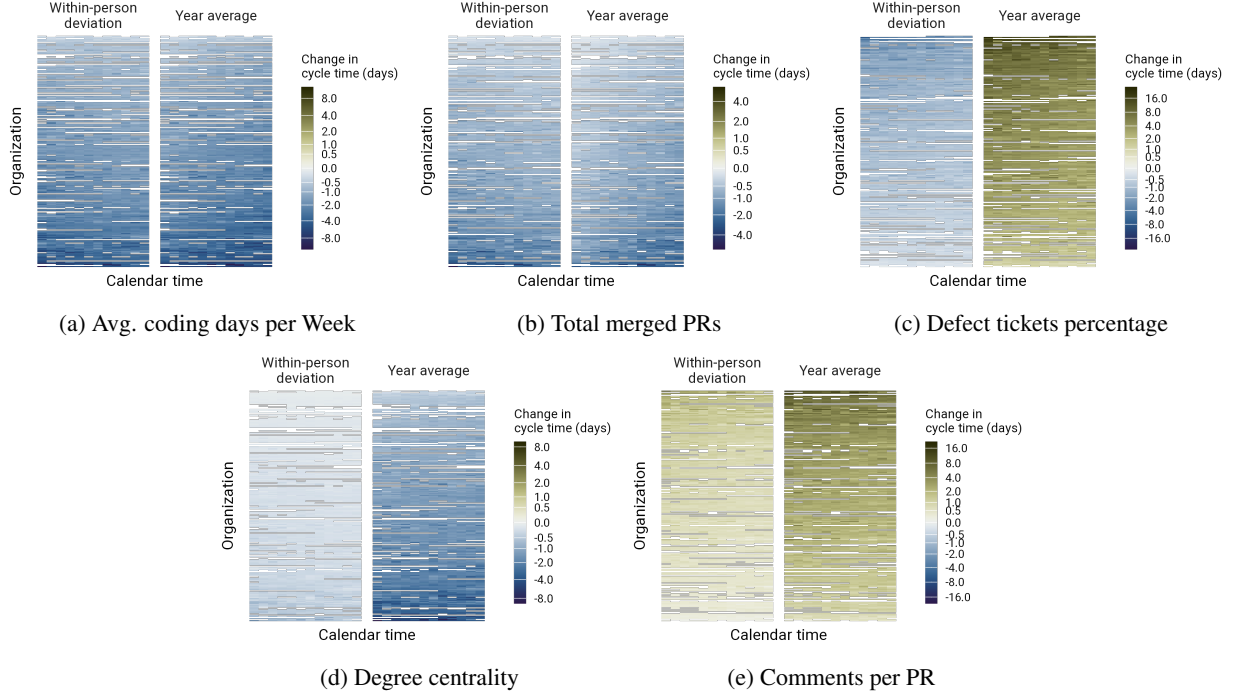 Within-person
deviation
Year average
Change in
cycle time (days)
8.0
4.0
2.0
1.0
0.0
-0.5
-1.0
-2.0
-4.0
-8.0
Organization
Calendar time
(a) Avg. coding days per Week
Within-person
deviation
Year average
Change in
cycle time (days)
4.0
2.0
1.0
0.5
0.0
-0.5
-1.0
-2.0
-4.0
Organization
Calendar time
(b) Total merged PRs
Within-person
deviation
Year average
Change in
cycle time (days)
16.0
8.0
4.0
2.0
1.0
0.5
0.0
-0.5
-1.0
-2.0
-4.0
-8.0
-16.0
Organization
Calendar time
(c) Defect tickets percentage
Within-person
deviation
Year average
Change in
cycle time (days)
8.0
4.0
2.0
1.0
0.5
0.0
-0.5
-1.0
-2.0
-4.0
-8.0
Organization
Calendar time
(d) Degree centrality
Within-person
deviation
Year average
Change in
cycle time (days)
16.0
8.0
4.0
2.0
1.0
0.5
0.0
-0.5
-1.0
-2.0
-4.0
-8.0
-16.0
Organization
Calendar time
(e) Comments per PR